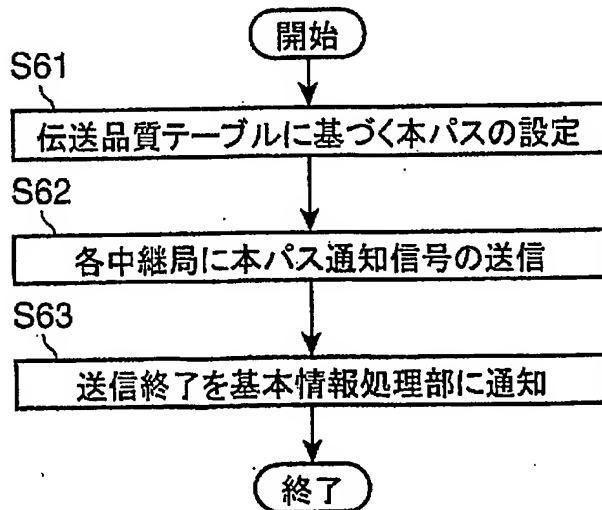 開始
S61
伝送品質テーブルに基づく本パスの設定
S62
各中継局に本パス通知信号の送信
S63
送信終了を基本情報処理部に通知
終了